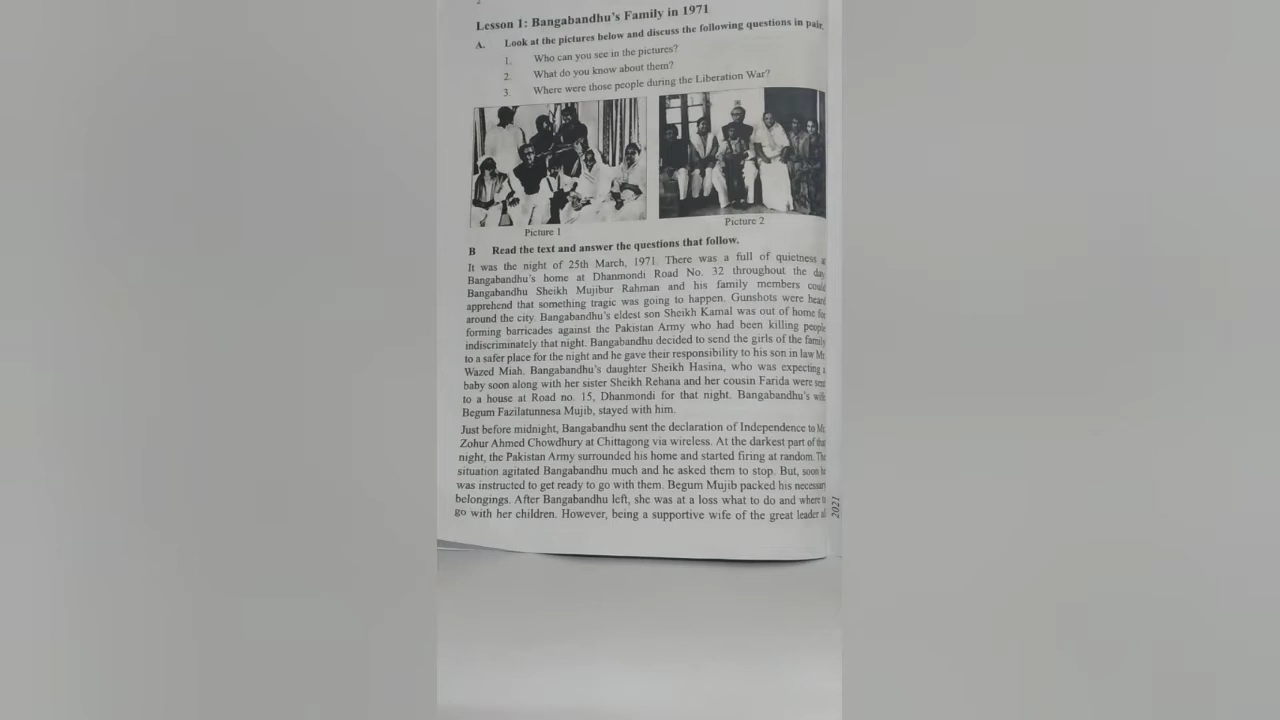 2
Lesson 1: Bangabandhu's Family in 1971
A. Look at the pictures below and discuss the following questions in pair.
1. Who can you see in the pictures?
2. What do you know about them?
3. Where were those people during the Liberation War?
Picture 1
Picture 2
B Read the text and answer the questions that follow.
It was the night of 25th March, 1971. There was a full of quietness
Bangabandhu's home at Dhanmondi Road No. 32 throughout the day
Bangabandhu Sheikh Mujibur Rahman and his family members could
apprehend that something tragic was going to happen. Gunshots were heard
around the city. Bangabandhu's eldest son Sheikh Kamal was out of home for
forming barricades against the Pakistan Army who had been killing people
indiscriminately that night. Bangabandhu decided to send the girls of the family
to a safer place for the night and he gave their responsibility to his son in law Mr.
Wazed Miah. Bangabandhu's daughter Sheikh Hasina, who was expecting a
baby soon along with her sister Sheikh Rehana and her cousin Farida were sent
to a house at Road no. 15, Dhanmondi for that night. Bangabandhu's wife
Begum Fazilatunnesa Mujib, stayed with him.
Just before midnight, Bangabandhu sent the declaration of Independence to Mr.
Zohur Ahmed Chowdhury at Chittagong via wireless. At the darkest part of that
night, the Pakistan Army surrounded his home and started firing at random. The
situation agitated Bangabandhu much and he asked them to stop. But, soon he
was instructed to get ready to go with them. Begum Mujib packed his necessary
belongings. After Bangabandhu left, she was at a loss what to do and where to
go with her children. However, being a supportive wife of the great leader
2021